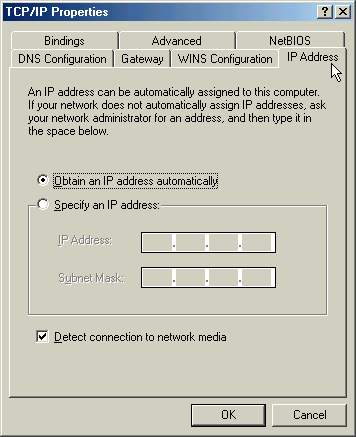 TCP/IP Properties
Bindings Advanced NetBIOS
DNS Configuration Gateway WINS Configuration IP Address
An IP address can be automatically assigned to this computer.
If your network does not automatically assign IP addresses, ask
your network administrator for an address, and then type it in
the space below.
Obtain an IP address automatically
Specify an IP address:
IP Address:
Subnet Mask:
Detect connection to network media
OK Cancel